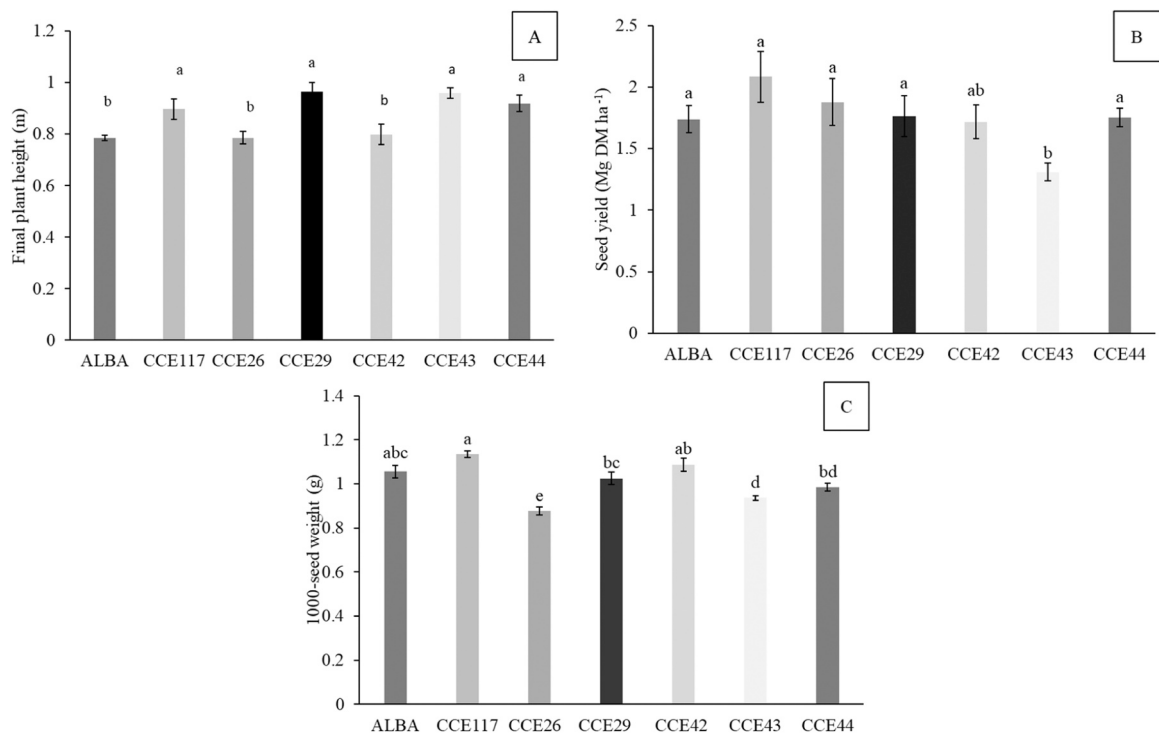 A
Final plant height (m)
1.2
1
0.8
0.6
0.4
0.2
0
b
a
b
a
b
a
a
ALBA CCE117 CCE26 CCE29 CCE42 CCE43 CCE44
B
Seed yield (Mg DM ha⁻¹)
2.5
2
1.5
1
0.5
0
a
a
a
a
ab
b
a
ALBA CCE117 CCE26 CCE29 CCE42 CCE43 CCE44
C
1000-seed weight (g)
1.4
1.2
1
0.8
0.6
0.4
0.2
0
abc
a
e
bc
ab
d
bd
ALBA CCE117 CCE26 CCE29 CCE42 CCE43 CCE44